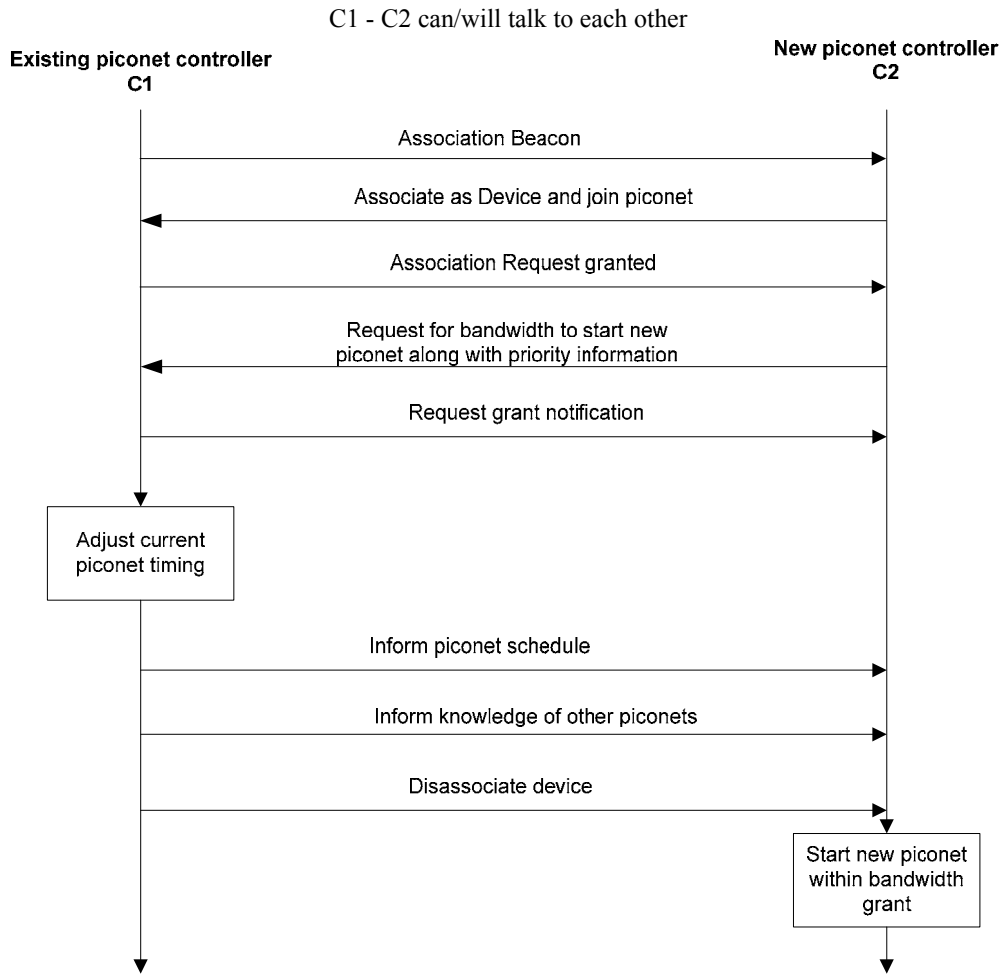 C1 - C2 can/will talk to each other
Existing piconet controller
C1
New piconet controller
C2
Association Beacon
Associate as Device and join piconet
Association Request granted
Request for bandwidth to start new
piconet along with priority information
Request grant notification
Adjust current
piconet timing
Inform piconet schedule
Inform knowledge of other piconets
Disassociate device
Start new piconet
within bandwidth
grant